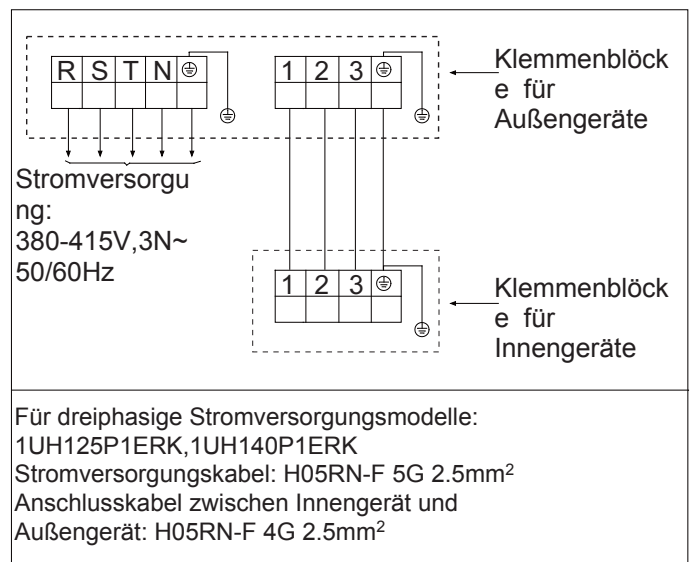 R S T N
1 2 3
Klemmenblöck
e für
Außengeräte
Stromversorgu
ng:
380-415V,3N~
50/60Hz
1 2 3
Klemmenblöck
e für
Innengeräte
Für dreiphasige Stromversorgungsmodelle:
1UH125P1ERK,1UH140P1ERK
Stromversorgungskabel: H05RN-F 5G 2.5mm²
Anschlusskabel zwischen Innengerät und
Außengerät: H05RN-F 4G 2.5mm²